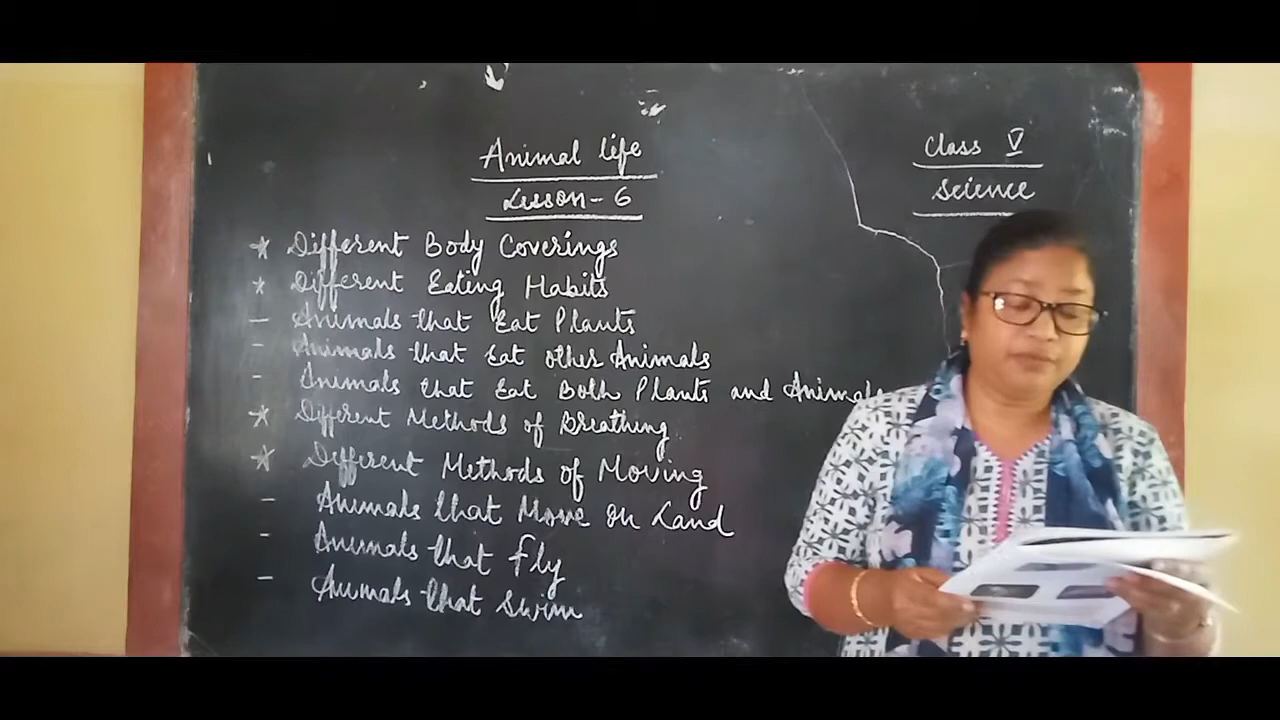 Animal life
Lesson - 6
Class V
Science
* Different Body Coverings
* Different Eating Habits
- Animals that Eat Plants
- Animals that Eat other Animals
- Animals that Eat Both Plants and Animals
* Different Methods of Breathing
* Different Methods of Moving
- Animals that Move on Land
- Animals that fly
- Animals that Swim